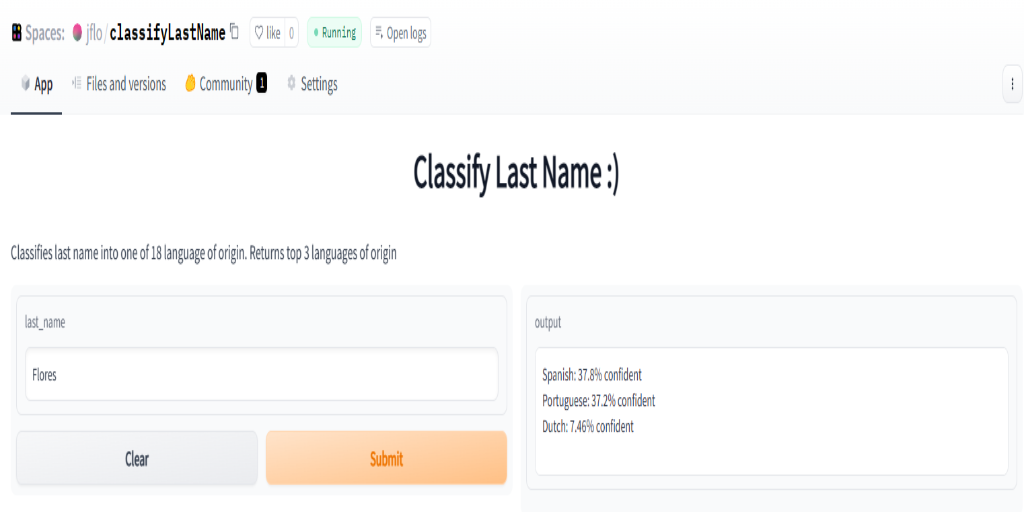 Spaces: jflo/classifyLastName like 0 Running Open logs
App Files and versions Community 1 Settings
Classify Last Name :)
Classifies last name into one of 18 language of origin. Returns top 3 languages of origin
last_name
Flores
Clear Submit
output
Spanish: 37.8% confident
Portuguese: 37.2% confident
Dutch: 7.46% confident